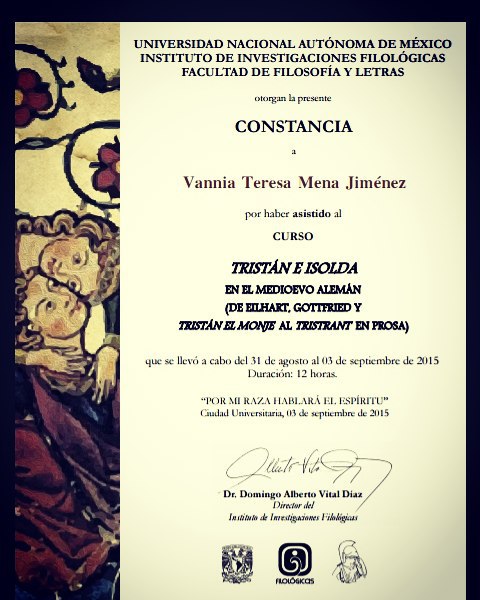 UNIVERSIDAD NACIONAL AUTÓNOMA DE MÉXICO
INSTITUTO DE INVESTIGACIONES FILOLÓGICAS
FACULTAD DE FILOSOFÍA Y LETRAS
otorgan la presente
CONSTANCIA
a
Vannia Teresa Mena Jiménez
por haber asistido al
CURSO
TRISTÁN E ISOLDA
EN EL MEDIOEVO ALEMÁN
(DE EILHART, GOTTFRIED Y
TRISTÁN EL MONJE AL TRISTRANT EN PROSA)
que se llevó a cabo del 31 de agosto al 03 de septiembre de 2015
Duración: 12 horas.
“POR MI RAZA HABLARÁ EL ESPÍRITU”
Ciudad Universitaria, 03 de septiembre de 2015
Dr. Domingo Alberto Vital Díaz
Director del
Instituto de Investigaciones Filológicas
FILOLÓGICAS